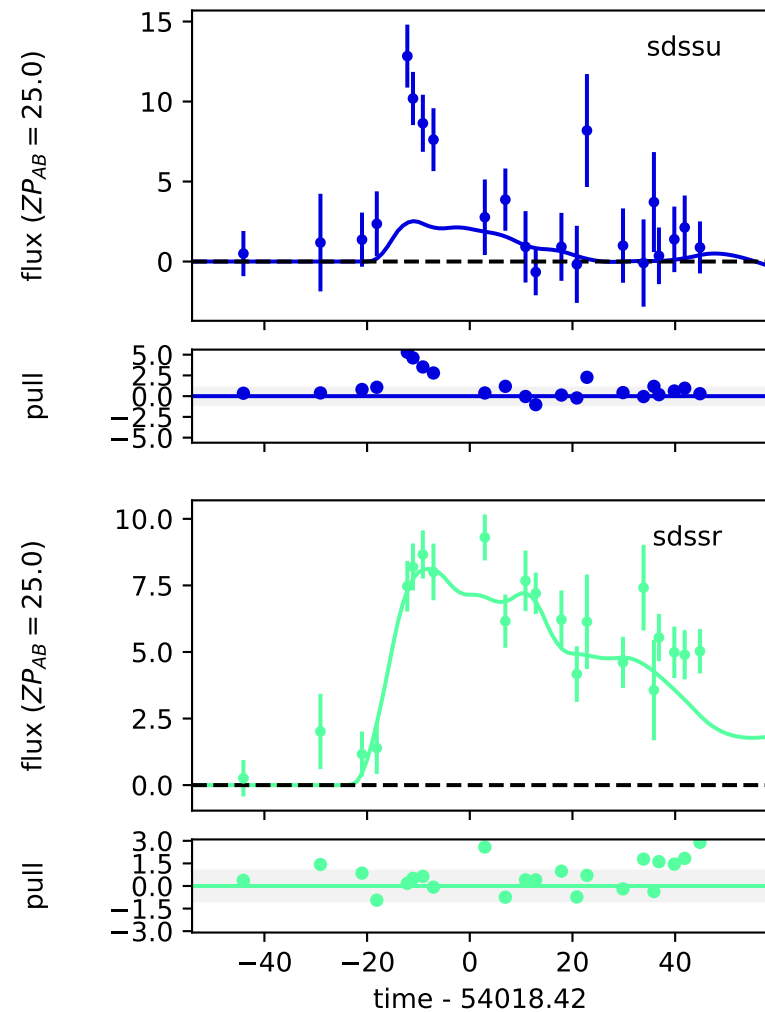 15
sdssu
10
5
0
flux (ZP_AB = 25.0)
5.0
2.5
0.0
−2.5
−5.0
pull
10.0
sdssr
7.5
5.0
2.5
0.0
flux (ZP_AB = 25.0)
3.0
1.5
0.0
−1.5
−3.0
pull
−40 −20 0 20 40
time - 54018.42